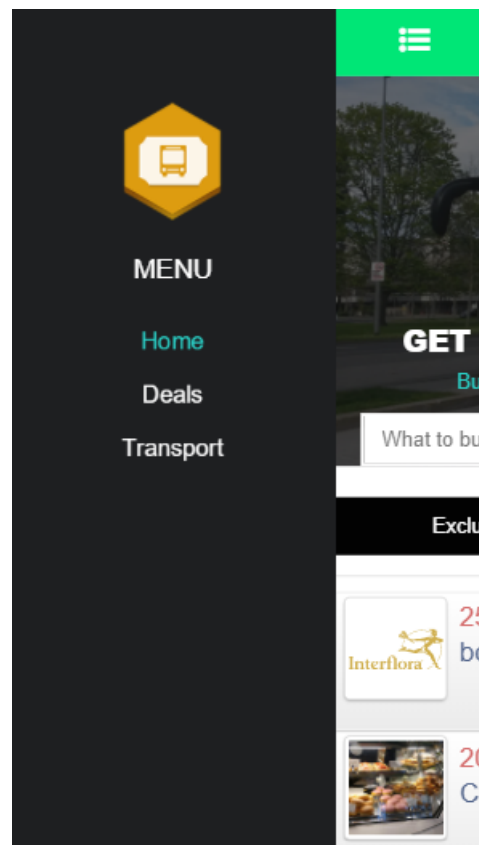 MENU
Home
Deals
Transport
GET
Bu
What to bu
Exclu
Interflora
25
bo
20
C